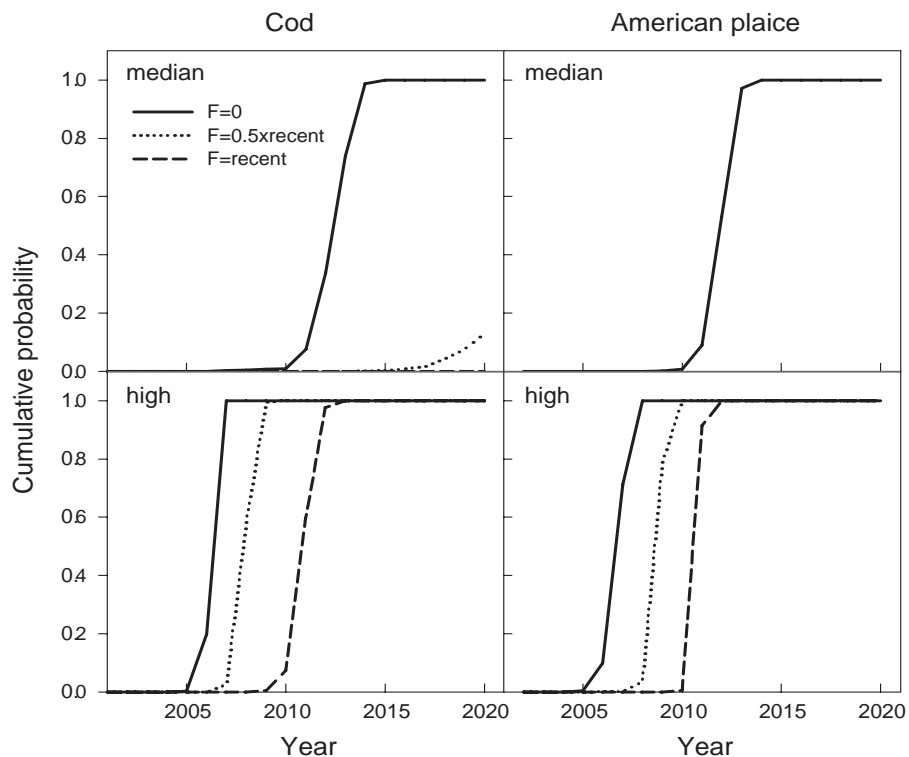 Cod
American plaice
median
median
F=0
F=0.5xrecent
F=recent
1.0
0.8
0.6
0.4
0.2
0.0
high
high
1.0
0.8
0.6
0.4
0.2
0.0
Cumulative probability
2005 2010 2015 2020
2005 2010 2015 2020
Year
Year